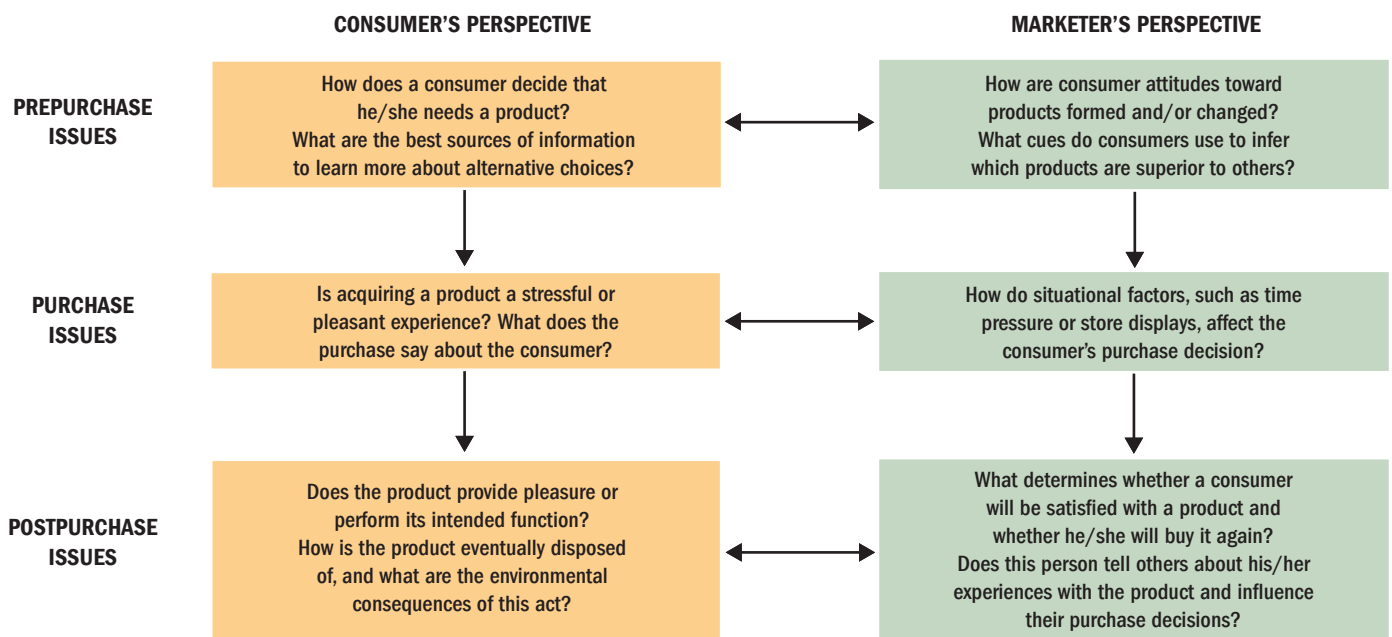 CONSUMER’S PERSPECTIVE
MARKETER’S PERSPECTIVE
PREPURCHASE
ISSUES
How does a consumer decide that
he/she needs a product?
What are the best sources of information
to learn more about alternative choices?
How are consumer attitudes toward
products formed and/or changed?
What cues do consumers use to infer
which products are superior to others?
PURCHASE
ISSUES
Is acquiring a product a stressful or
pleasant experience? What does the
purchase say about the consumer?
How do situational factors, such as time
pressure or store displays, affect the
consumer’s purchase decision?
POSTPURCHASE
ISSUES
Does the product provide pleasure or
perform its intended function?
How is the product eventually disposed
of, and what are the environmental
consequences of this act?
What determines whether a consumer
will be satisfied with a product and
whether he/she will buy it again?
Does this person tell others about his/her
experiences with the product and influence
their purchase decisions?